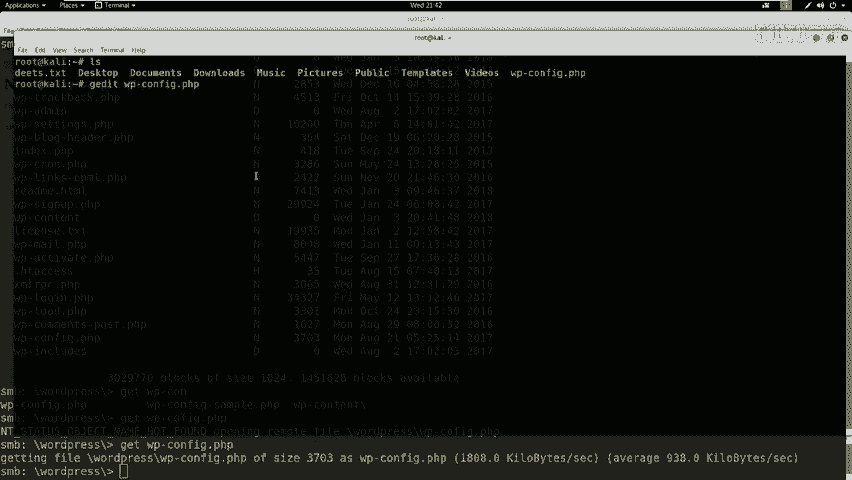 Applications Places Terminal Wed 21:42
root@kali: ~
root@kali: ~
File Edit View Search Terminal Help
root@kali:~# ls
deets.txt Desktop Documents Downloads Music Pictures Public Templates Videos wp-config.php
root@kali:~# gedit wp-config.php
wp-trackback.php N 4513 Fri Oct 14 15:39:28 2016
wp-admin D 0 Wed Aug 2 17:02:02 2017
wp-settings.php N 16200 Thu Apr 6 14:01:42 2017
wp-blog-header.php N 364 Sat Dec 19 06:20:28 2015
index.php N 418 Tue Sep 24 20:18:11 2013
wp-cron.php N 3286 Sun May 24 13:26:25 2015
wp-links-opml.php N 2422 Sun Nov 20 21:46:30 2016
readme.html N 7413 Wed Jan 3 09:46:37 2018
wp-signup.php N 29924 Tue Jan 24 06:08:42 2017
wp-content D 0 Wed Jan 3 20:41:48 2018
license.txt N 19935 Mon Jan 2 12:58:42 2017
wp-mail.php N 8048 Wed Jan 11 00:13:43 2017
wp-activate.php N 5447 Tue Sep 27 17:36:28 2016
.htaccess H 35 Tue Aug 15 07:40:13 2017
xmlrpc.php N 3065 Wed Aug 31 12:31:29 2016
wp-login.php N 34327 Fri May 12 13:12:46 2017
wp-load.php N 3301 Mon Oct 24 23:15:30 2016
wp-comments-post.php N 1627 Mon Aug 29 08:00:32 2016
wp-config.php N 3703 Mon Aug 21 05:25:14 2017
wp-includes D 0 Wed Aug 2 17:02:03 2017
3029776 blocks of size 1024. 1451628 blocks available
smb: \wordpress\> get wp-con
wp-config.php wp-config-sample.php wp-content\
smb: \wordpress\> get wp-config.php
NT_STATUS_OBJECT_NAME_NOT_FOUND opening remote file \wordpress\wp-config.php
smb: \wordpress\> get wp-config.php
getting file \wordpress\wp-config.php of size 3703 as wp-config.php (1808.0 KiloBytes/sec) (average 938.0 KiloBytes/sec)
smb: \wordpress\>